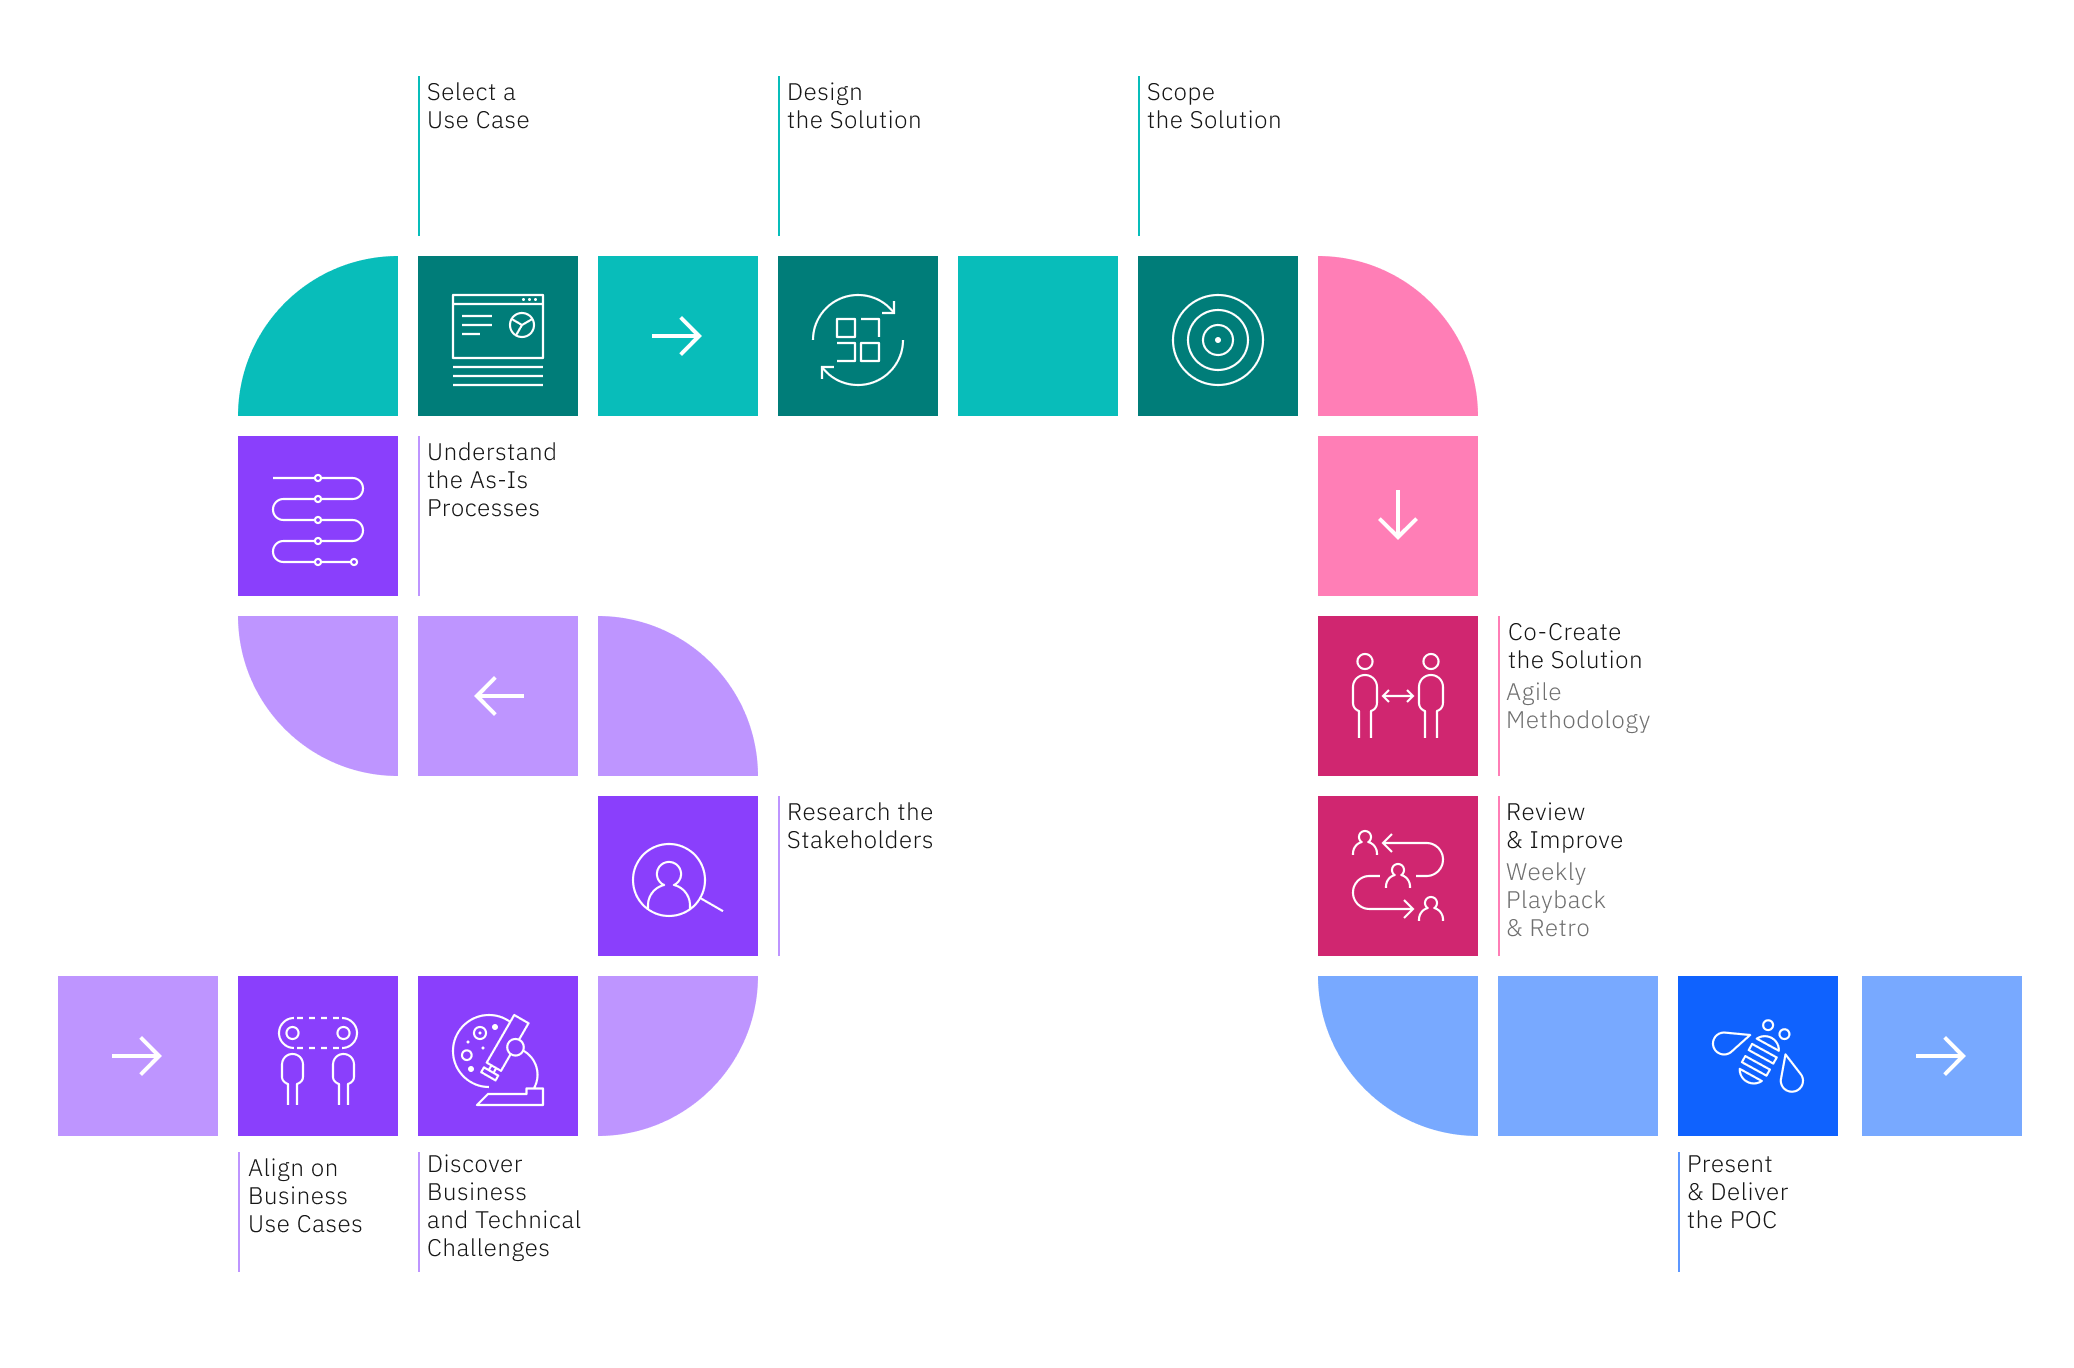 Select a
Use Case
Design
the Solution
Scope
the Solution
Understand
the As-Is
Processes
Co-Create
the Solution
Agile
Methodology
Research the
Stakeholders
Review
& Improve
Weekly
Playback
& Retro
Align on
Business
Use Cases
Discover
Business
and Technical
Challenges
Present
& Deliver
the POC